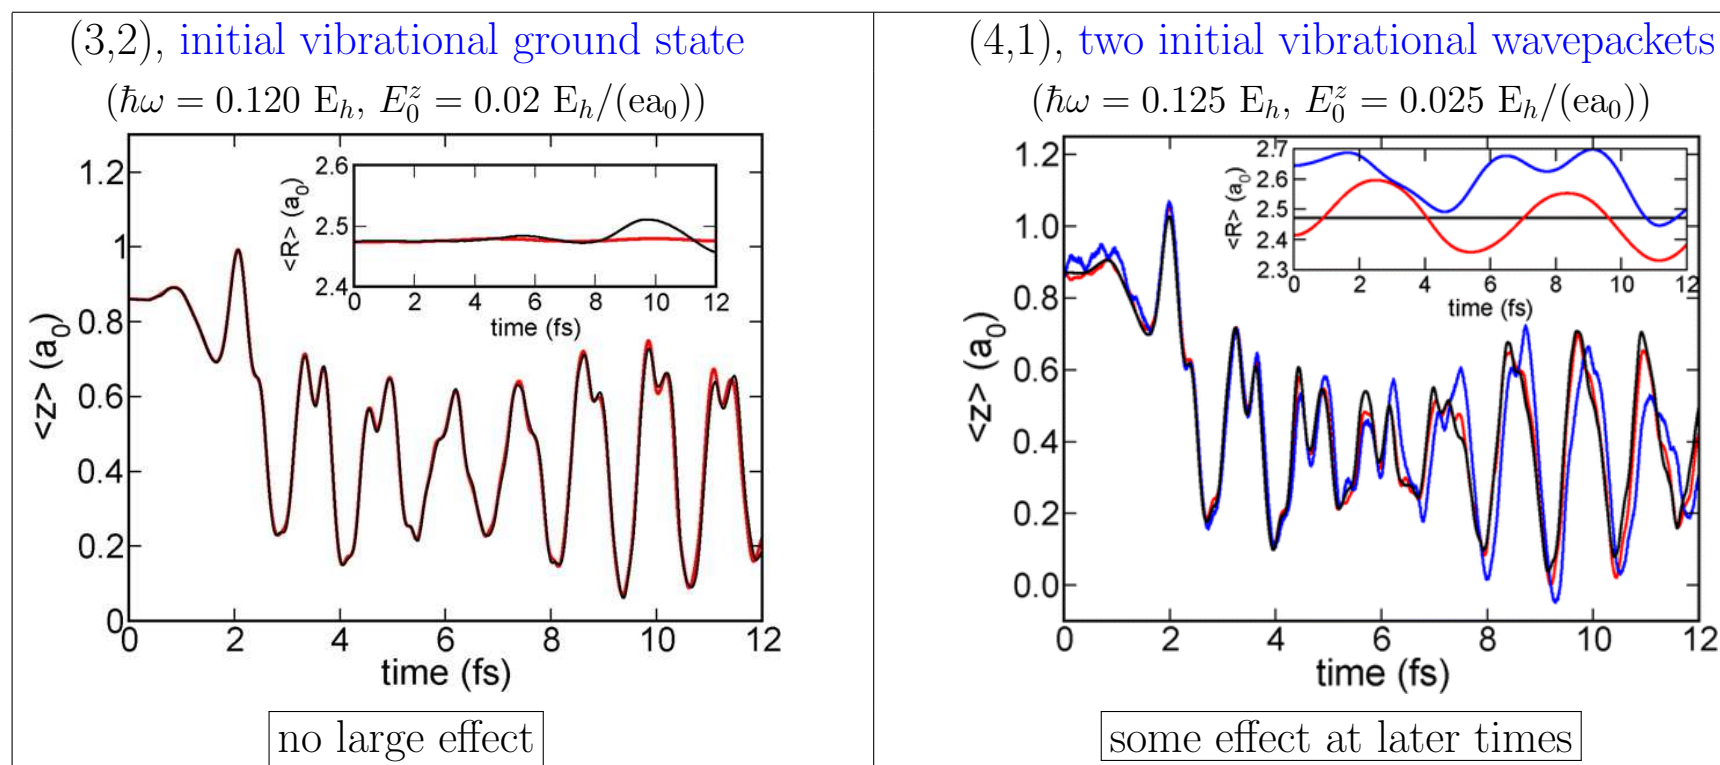 (3,2), initial vibrational ground state
(ħω = 0.120 E_h, E_0^z = 0.02 E_h/(ea_0))
1.2
1
0.8
0.6
0.4
0.2
0
<z> (a_0)
0 2 4 6 8 10 12
time (fs)
2.6
2.5
2.4
<R> (a_0)
0 2 4 6 8 10 12
time (fs)
no large effect
(4,1), two initial vibrational wavepackets
(ħω = 0.125 E_h, E_0^z = 0.025 E_h/(ea_0))
1.2
1.0
0.8
0.6
0.4
0.2
0.0
<z> (a_0)
0 2 4 6 8 10 12
time (fs)
2.7
2.6
2.5
2.4
2.3
<R> (a_0)
0 2 4 6 8 10 12
time (fs)
some effect at later times